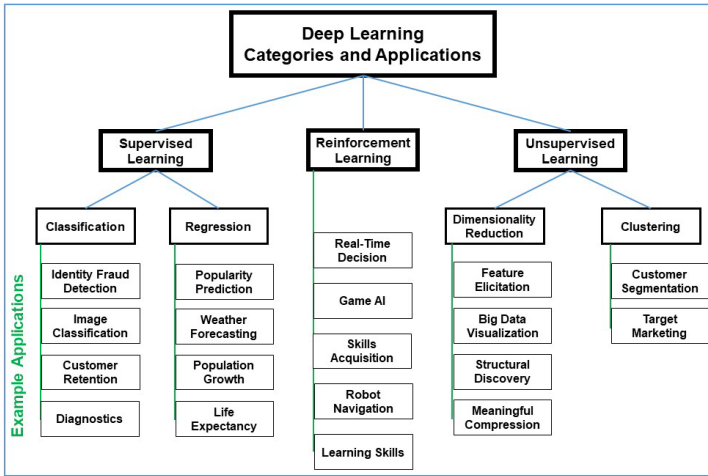 Deep Learning
Categories and Applications
Supervised
Learning
Reinforcement
Learning
Unsupervised
Learning
Classification
Regression
Dimensionality
Reduction
Clustering
Example Applications
Identity Fraud
Detection
Image
Classification
Customer
Retention
Diagnostics
Popularity
Prediction
Weather
Forecasting
Population
Growth
Life
Expectancy
Real-Time
Decision
Game AI
Skills
Acquisition
Robot
Navigation
Learning Skills
Feature
Elicitation
Big Data
Visualization
Structural
Discovery
Meaningful
Compression
Customer
Segmentation
Target
Marketing